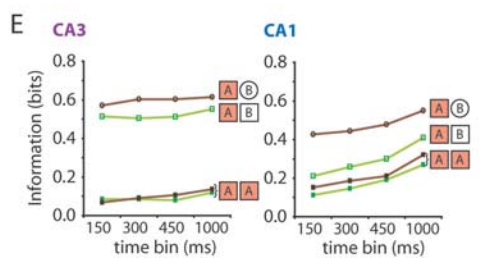 E
CA3
CA1
Information (bits)
0.8
0.6
0.4
0.2
0.0
A B
A B
A A
150 300 450 1000
time bin (ms)
0.8
0.6
0.4
0.2
0.0
A B
A B
A A
150 300 450 1000
time bin (ms)